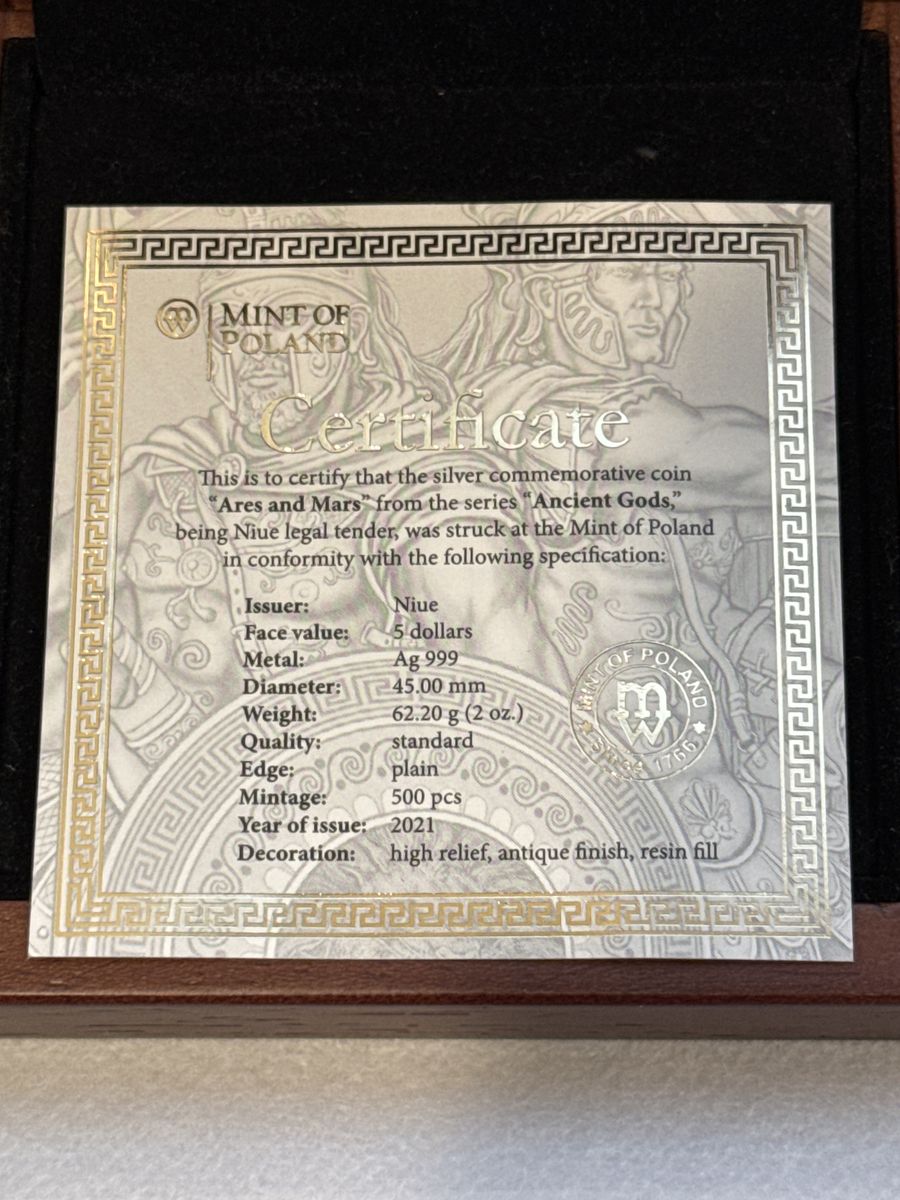 MINT OF
POLAND
Certificate
This is to certify that the silver commemorative coin
“Ares and Mars” from the series “Ancient Gods,”
being Niue legal tender, was struck at the Mint of Poland
in conformity with the following specification:
Issuer: Niue
Face value: 5 dollars
Metal: Ag 999
Diameter: 45.00 mm
Weight: 62.20 g (2 oz.)
Quality: standard
Edge: plain
Mintage: 500 pcs
Year of issue: 2021
Decoration: high relief, antique finish, resin fill
MINT OF POLAND
SINCE 1766